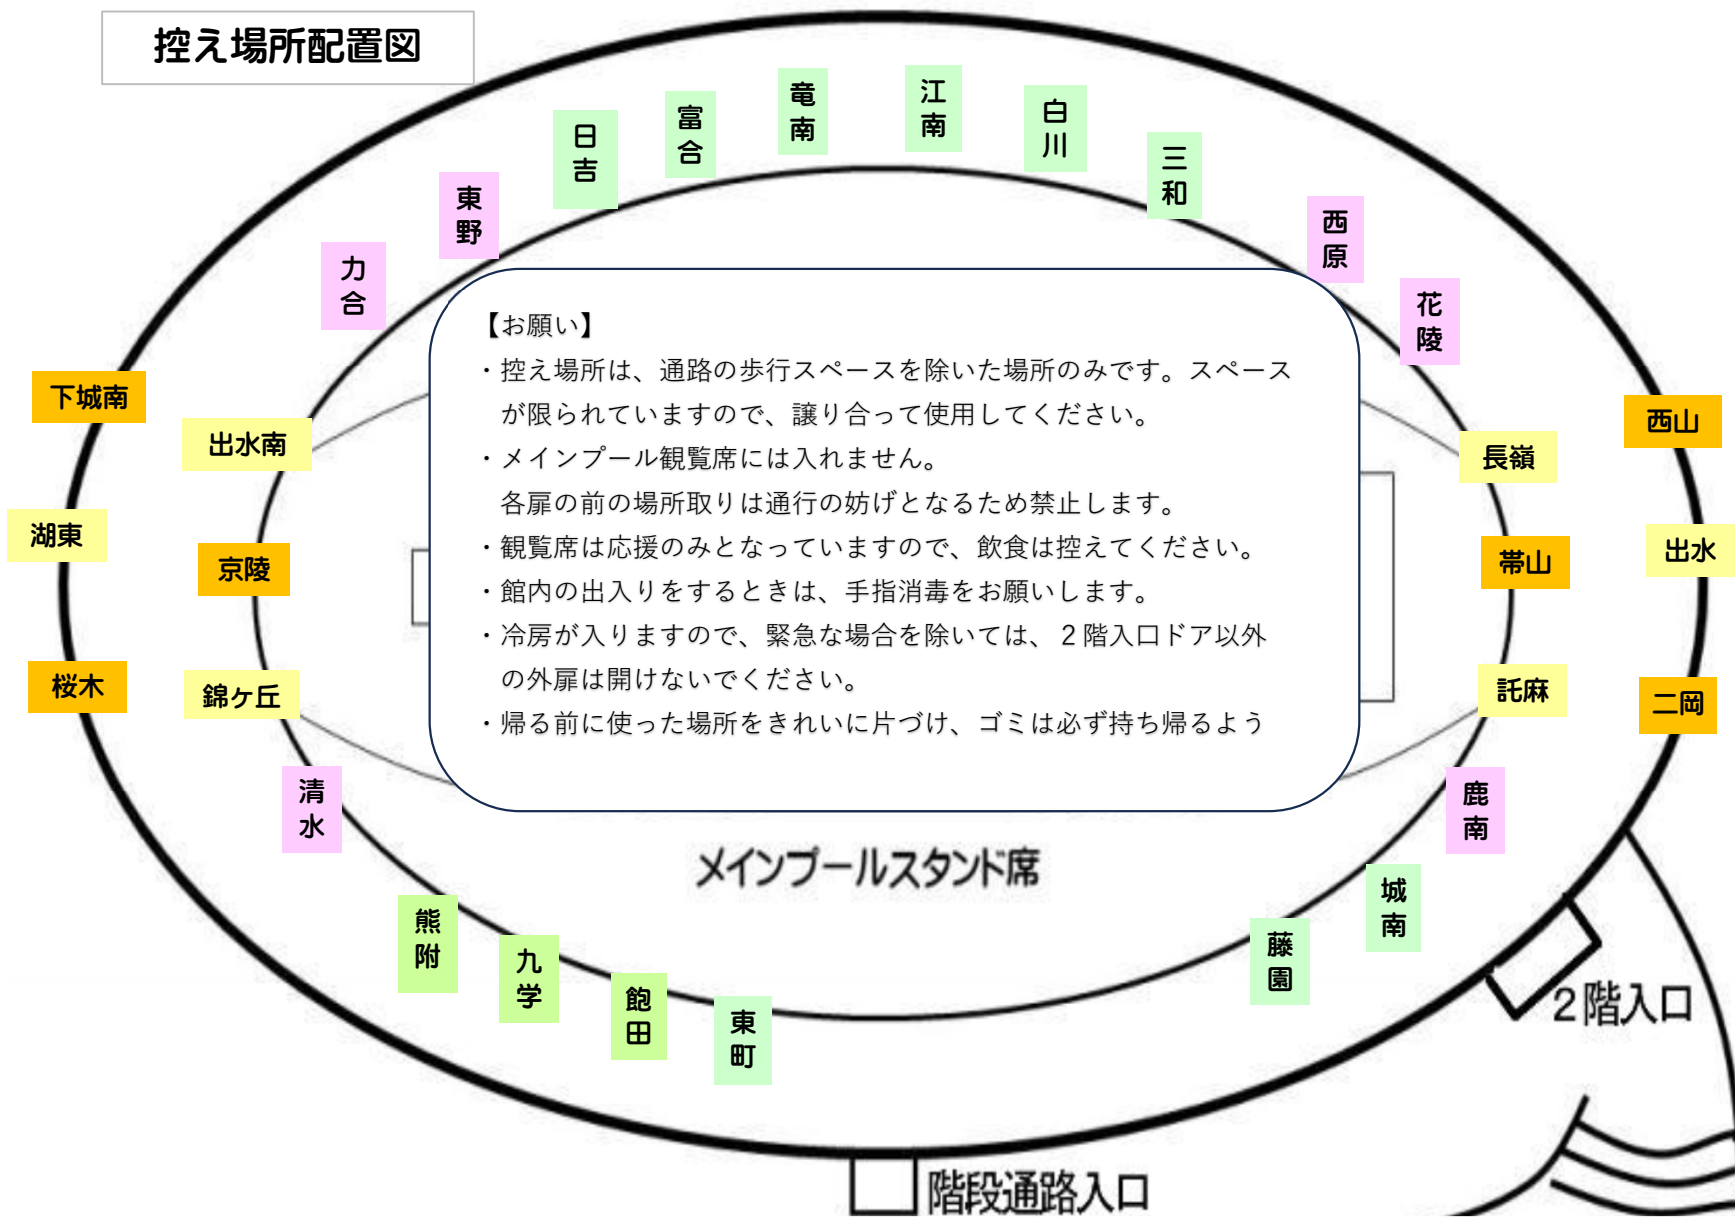 控え場所配置図
竜南
江南
白川
富合
日吉
三和
東野
西原
力合
花陵
【お願い】
・控え場所は、通路の歩行スペースを除いた場所のみです。スペース
が限られていますので、譲り合って使用してください。
・メインプール観覧席には入れません。
各扉の前の場所取りは通行の妨げとなるため禁止します。
・観覧席は応援のみとなっていますので、飲食は控えてください。
・館内の出入りをするときは、手指消毒をお願いします。
・冷房が入りますので、緊急な場合を除いては、２階入口ドア以外
の外扉は開けないでください。
・帰る前に使った場所をきれいに片づけ、ゴミは必ず持ち帰るよう
下城南
西山
出水南
長嶺
湖東
出水
京陵
帯山
桜木
錦ヶ丘
託麻
二岡
清水
鹿南
メインプールスタンド席
城南
熊附
藤園
九学
飽田
東町
２階入口
階段通路入口